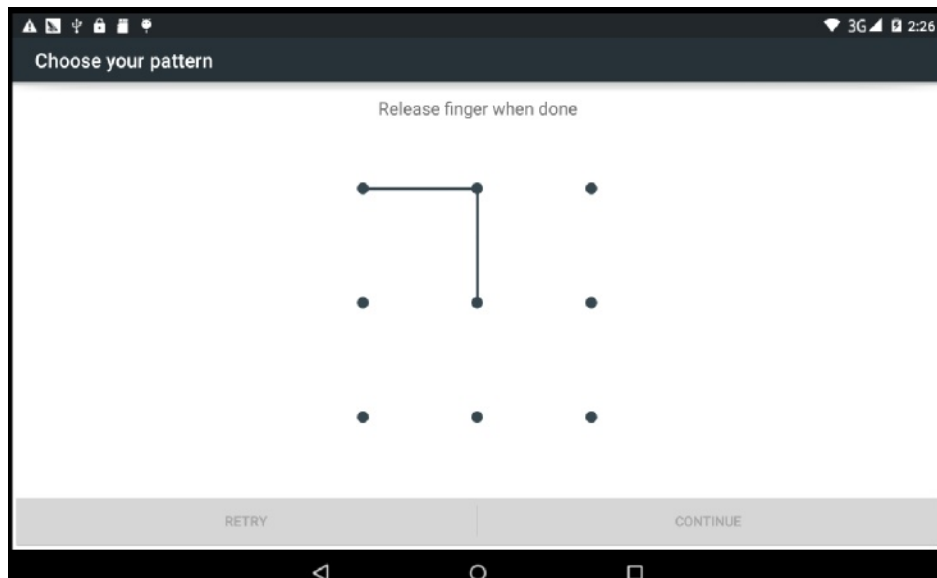 3G 2:26
Choose your pattern
Release finger when done
RETRY CONTINUE